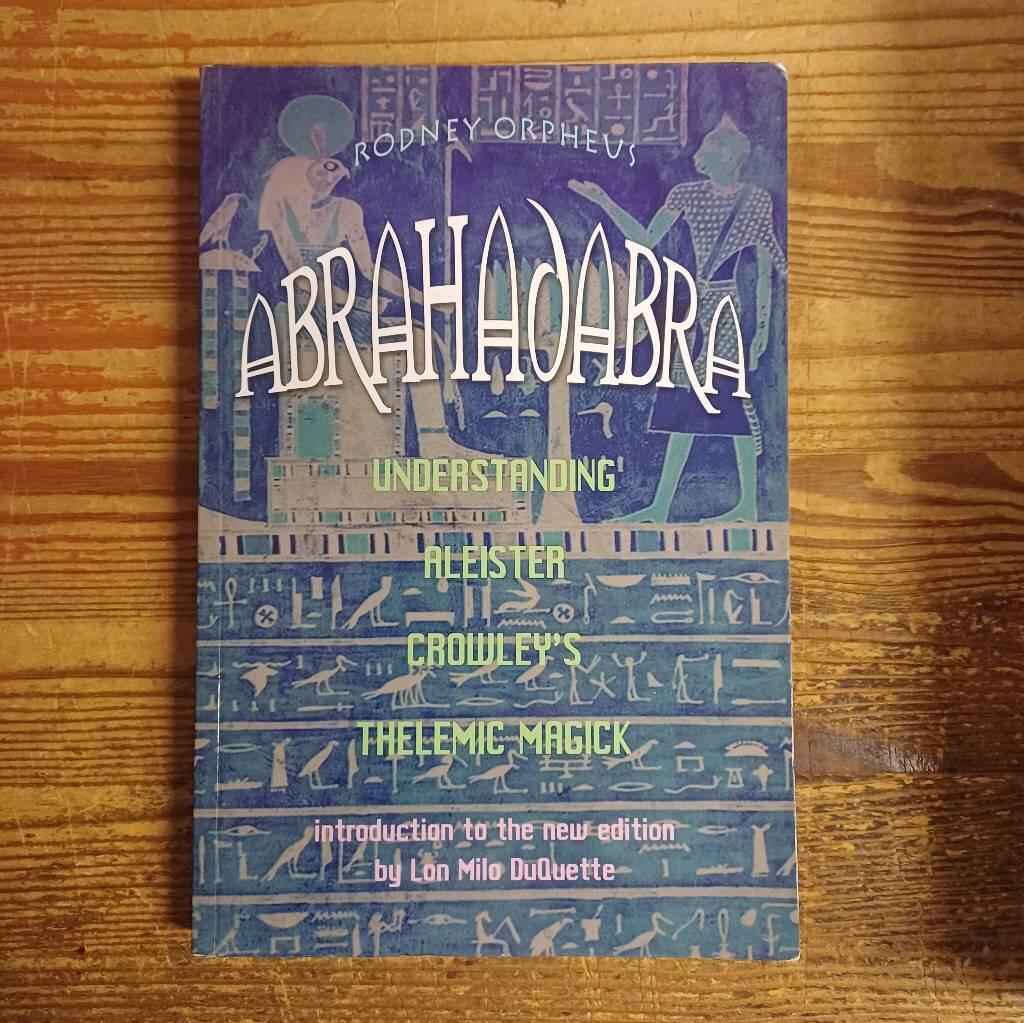 RODNEY ORPHEUS
ABRAHADABRA
UNDERSTANDING
ALEISTER
CROWLEY'S
THELEMIC MAGICK
introduction to the new edition
by Lon Milo DuQuette